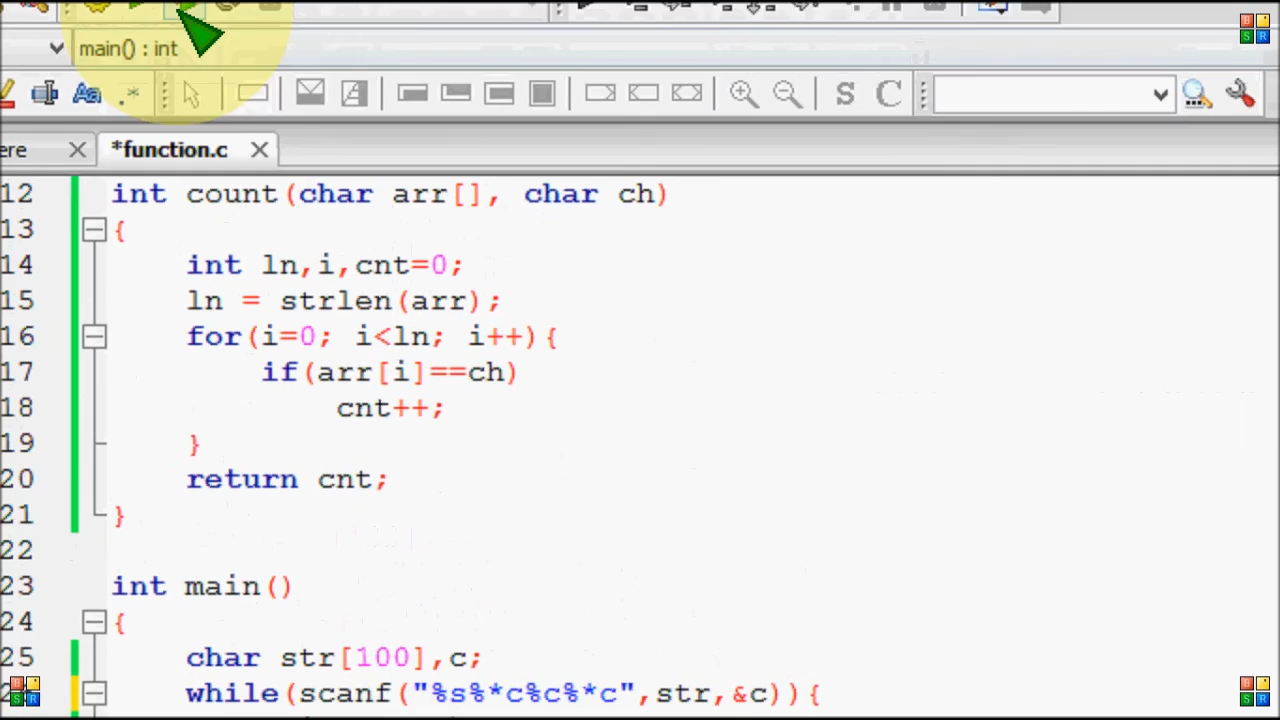 main() : int
Aa .* S C
ere *function.c
12 int count(char arr[], char ch)
13 {
14 int ln,i,cnt=0;
15 ln = strlen(arr);
16 for(i=0; i<ln; i++){
17 if(arr[i]==ch)
18 cnt++;
19 }
20 return cnt;
21 }
22
23 int main()
24 {
25 char str[100],c;
while(scanf("%s%*c%c%*c",str,&c)){